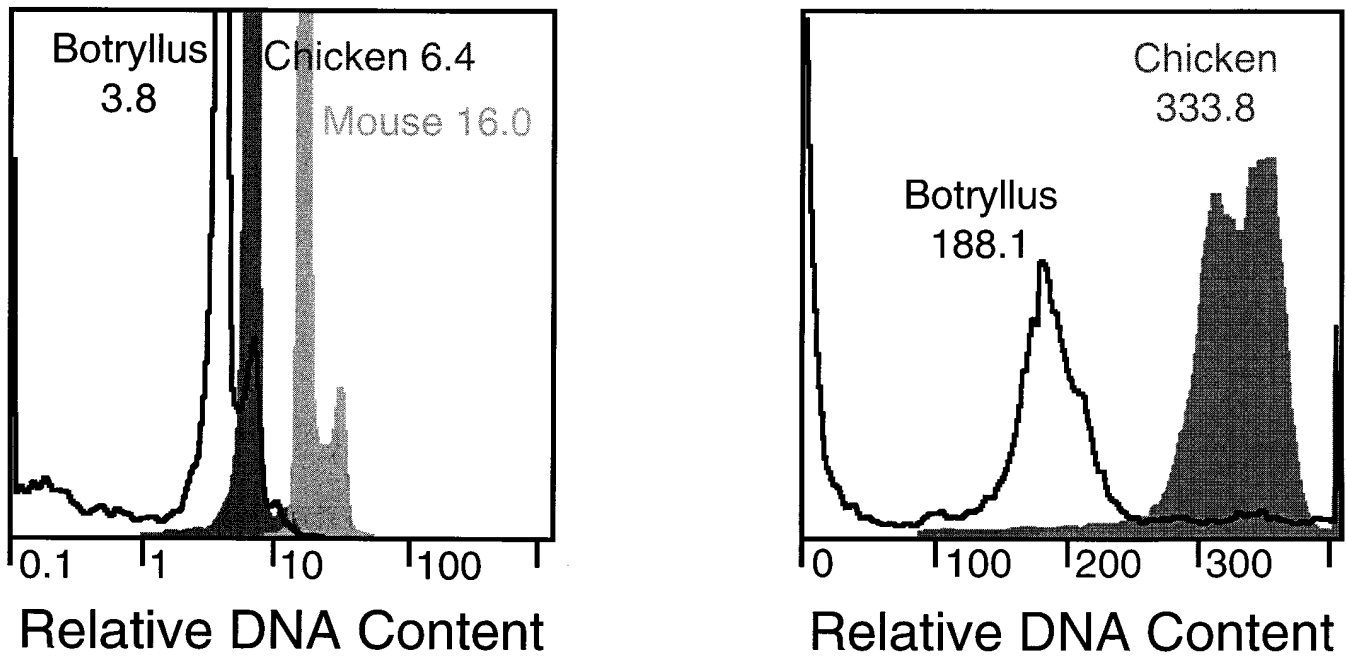 Botryllus
3.8
Chicken 6.4
Mouse 16.0
0.1 1 10 100
Relative DNA Content
Chicken
333.8
Botryllus
188.1
0 100 200 300
Relative DNA Content